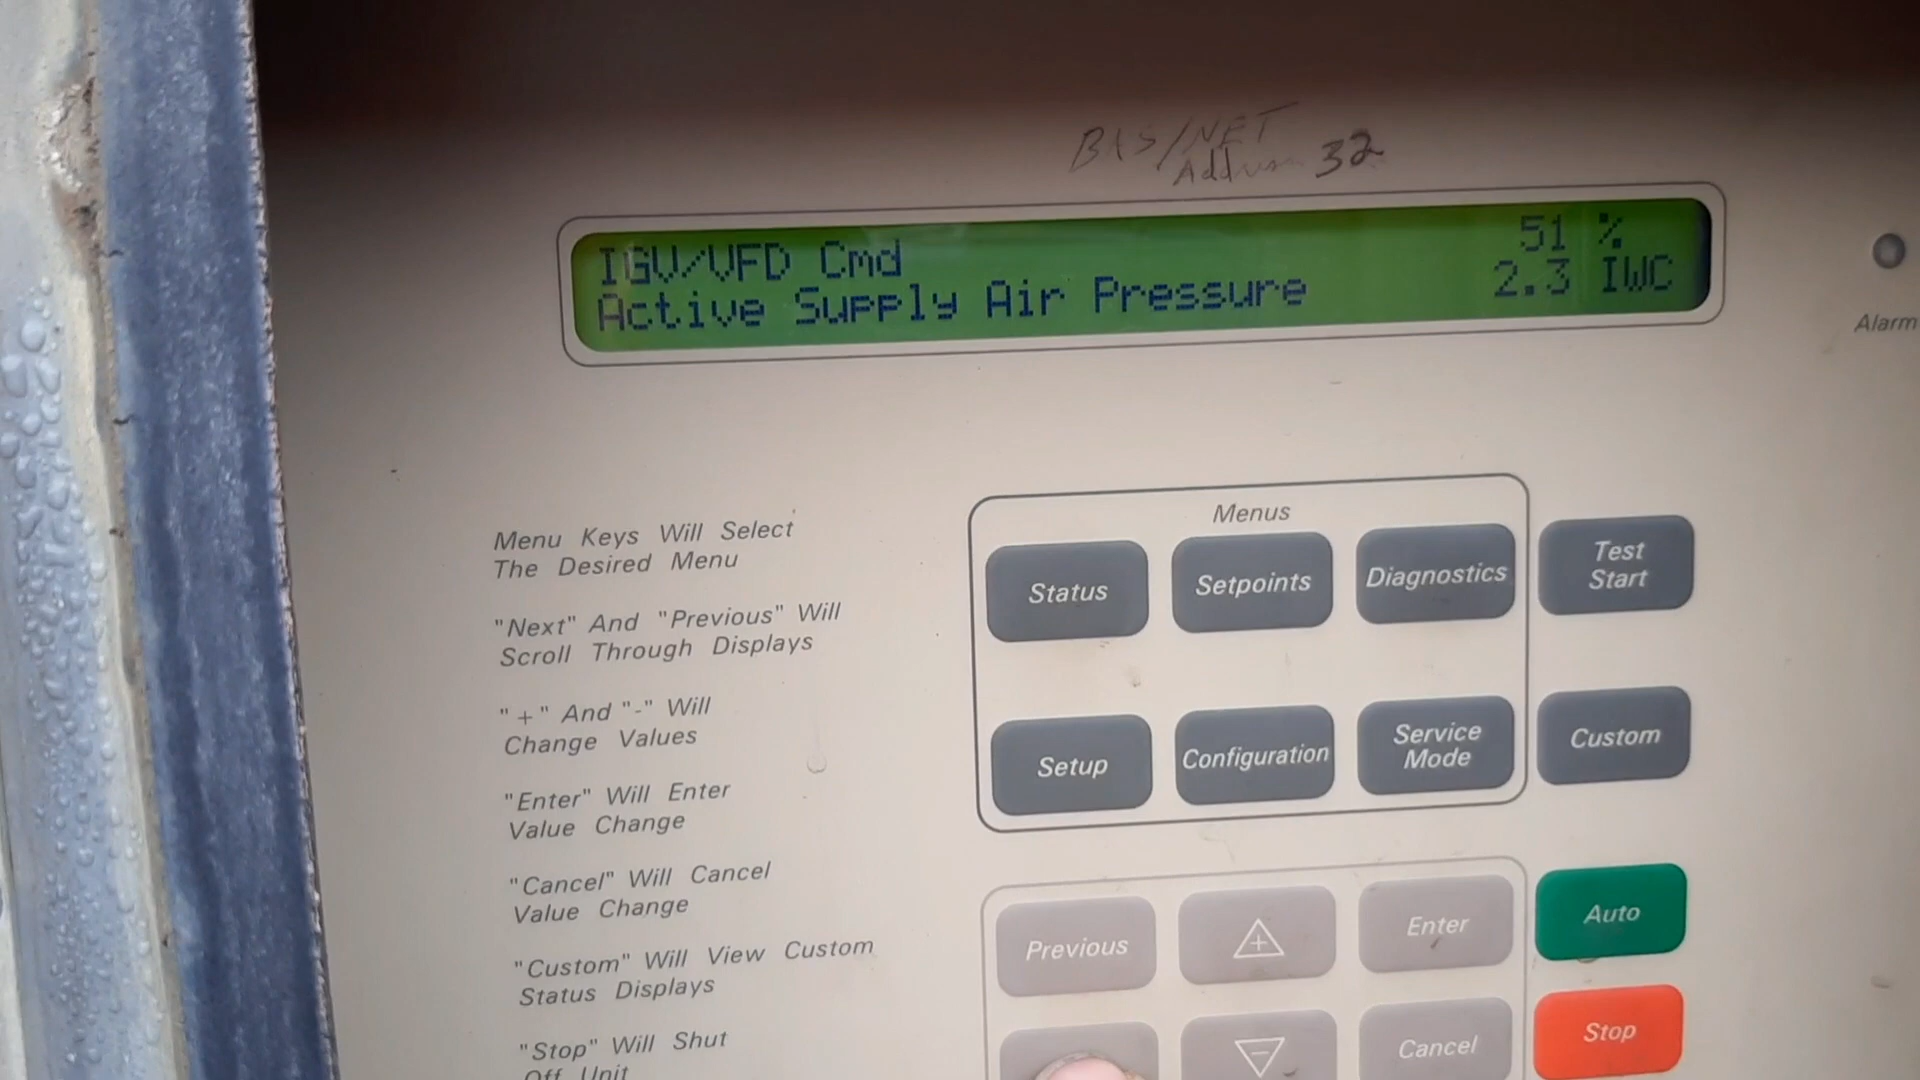 BAS/NET
Address 32
IGV/VFD Cmd 51 %
Active Supply Air Pressure 2.3 IWC
Alarm
Menu Keys Will Select
The Desired Menu
"Next" And "Previous" Will
Scroll Through Displays
"+" And "-" Will
Change Values
"Enter" Will Enter
Value Change
"Cancel" Will Cancel
Value Change
"Custom" Will View Custom
Status Displays
"Stop" Will Shut
Off Unit
Menus
Status
Setpoints
Diagnostics
Test
Start
Setup
Configuration
Service
Mode
Custom
Previous
+
Enter
Auto
-
Cancel
Stop